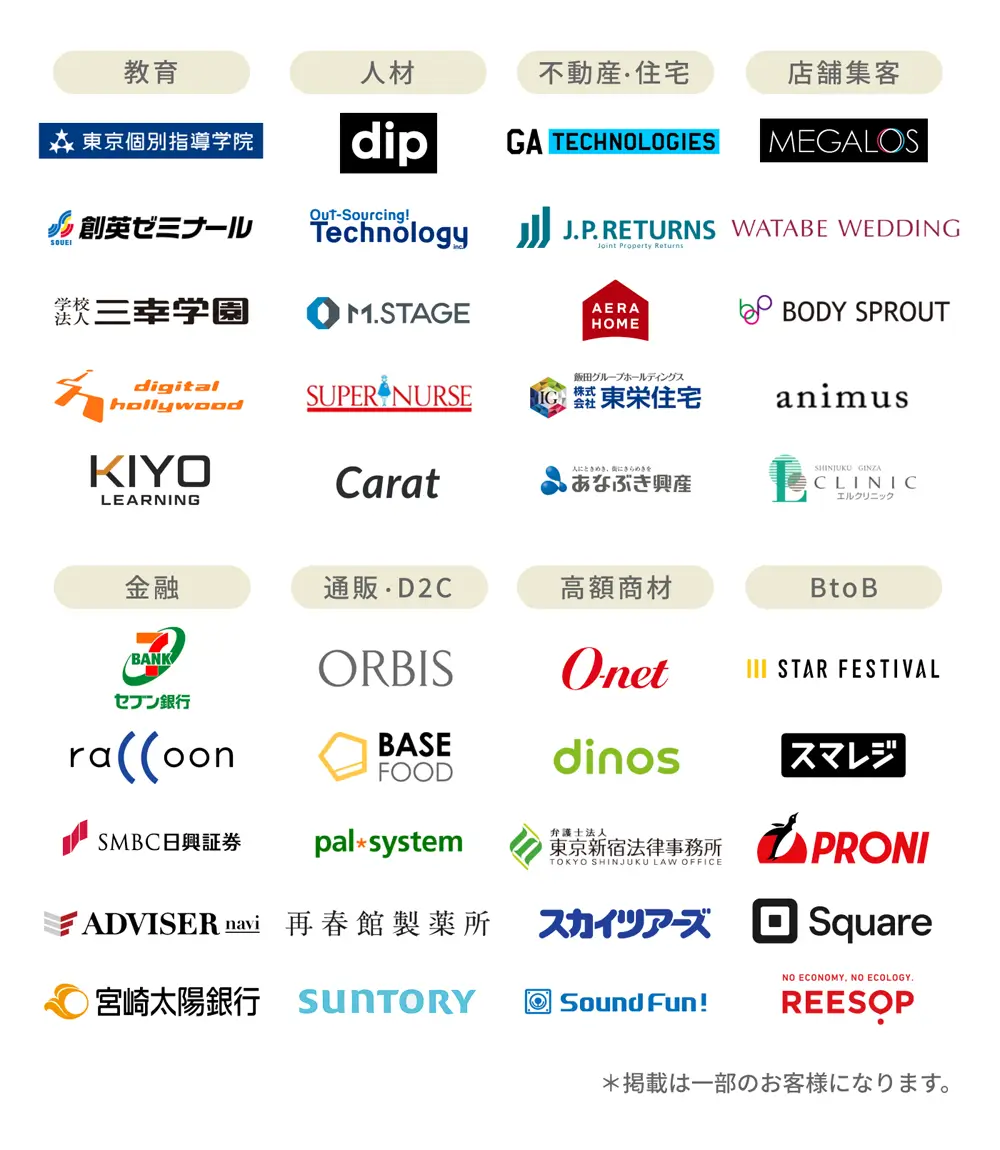 教育
東京個別指導学院
SOUEI
創英ゼミナール
学校法人 三幸学園
digital hollywood
KIYO
LEARNING
人材
dip
OuT-Sourcing!
Technology inc.
M.STAGE
SUPER NURSE
Carat
不動産·住宅
GA TECHNOLOGIES
J.P.RETURNS
Joint Property Returns
AERA
HOME
飯田グループホールディングス
IG 株式会社 東栄住宅
人にときめき、街にきらめきを
あなぶき興産
店舗集客
MEGALOS
WATABE WEDDING
BODY SPROUT
animus
SHINJUKU GINZA
L CLINIC
エルクリニック
金融
7
BANK
セブン銀行
raccoon
SMBC日興証券
ADVISER navi
宮崎太陽銀行
通販·D2C
ORBIS
BASE
FOOD
pal*system
再春館製薬所
SUNTORY
高額商材
O-net
dinos
弁護士法人
東京新宿法律事務所
TOKYO SHINJUKU LAW OFFICE
スカイツアーズ
SoundFun!
BtoB
STAR FESTIVAL
スマレジ
PRONI
Square
NO ECONOMY, NO ECOLOGY.
REESOP
＊掲載は一部のお客様になります。